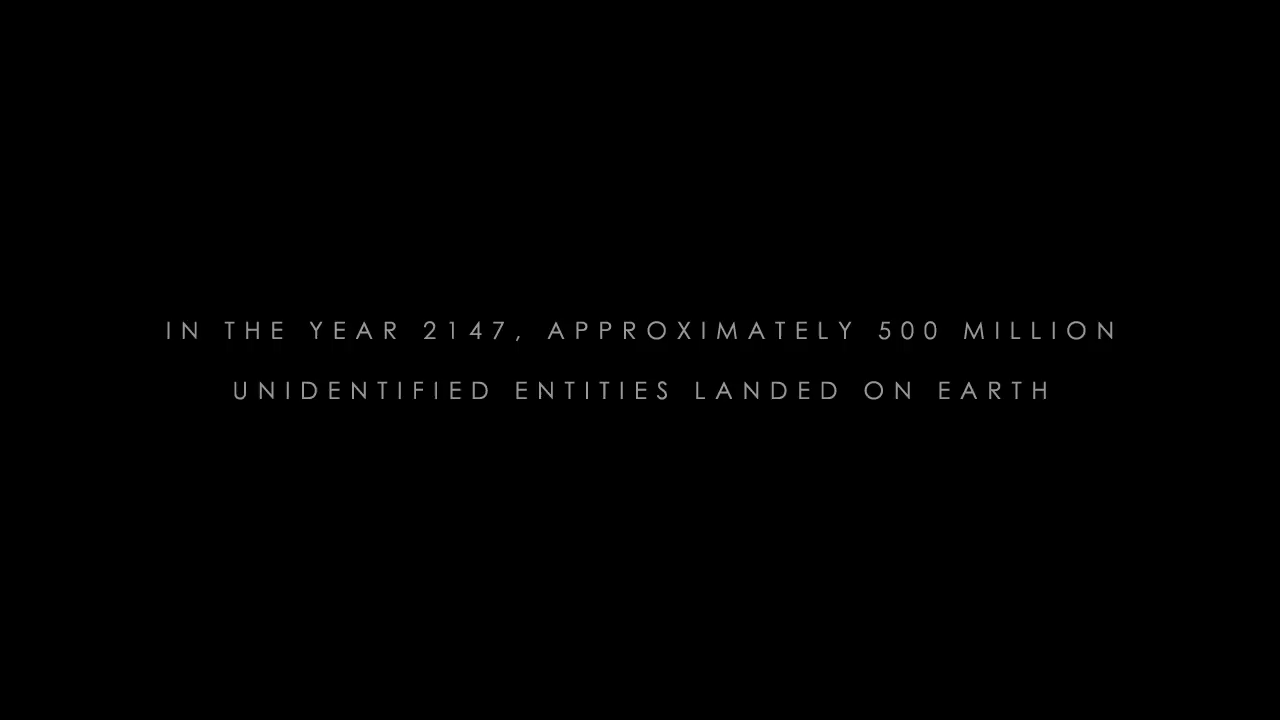 IN THE YEAR 2147, APPROXIMATELY 500 MILLION
UNIDENTIFIED ENTITIES LANDED ON EARTH